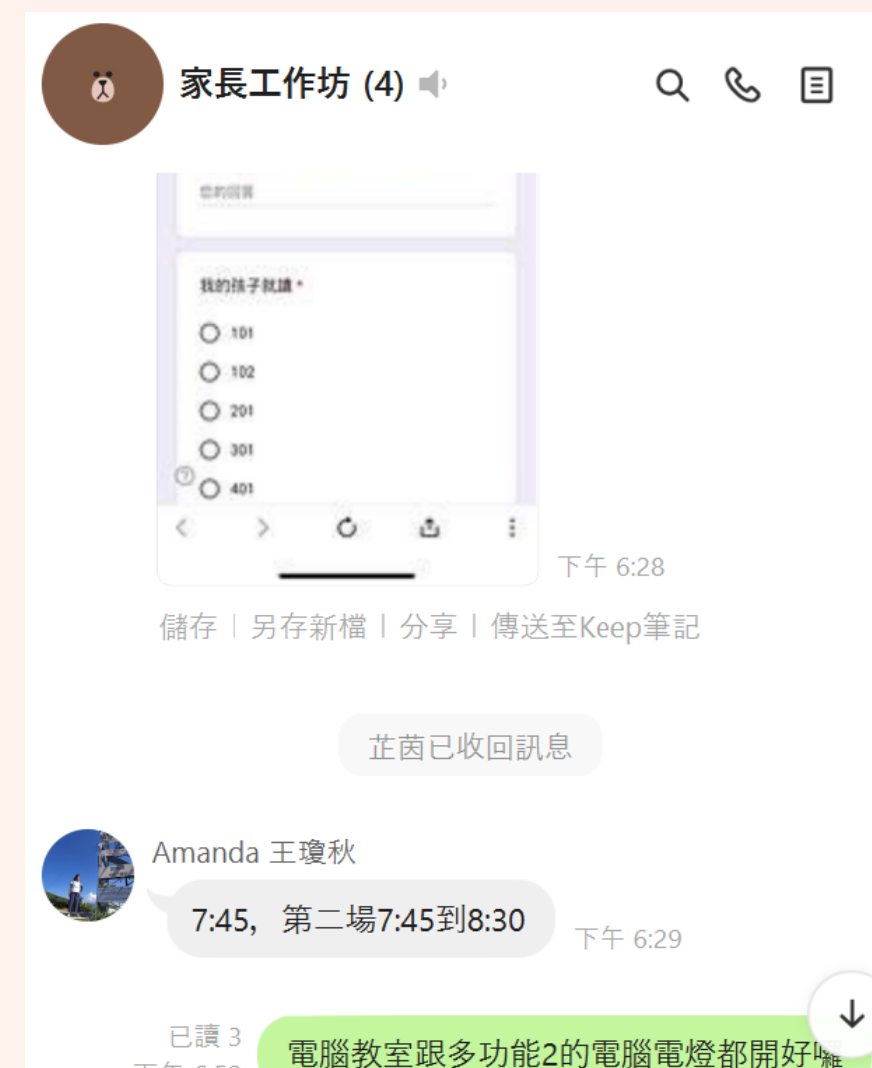 家長工作坊 (4)
您的回答
我的孩子就讀 *
101
102
201
301
401
下午 6:28
儲存 | 另存新檔 | 分享 | 傳送至Keep筆記
芷茵已收回訊息
Amanda 王瓊秋
7:45，第二場7:45到8:30
下午 6:29
已讀 3
電腦教室跟多功能2的電腦電燈都開好囉